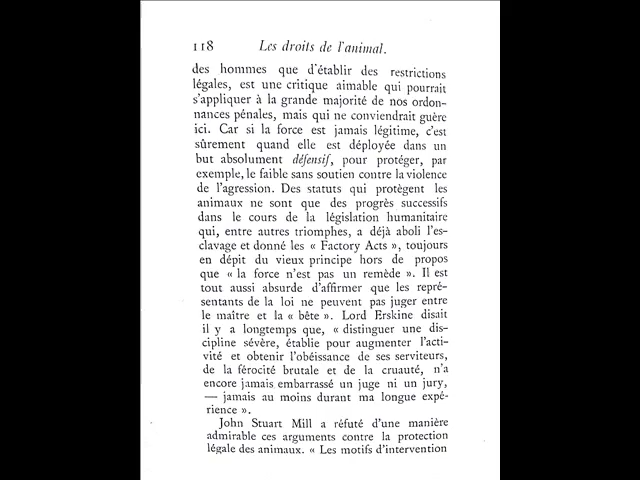 118 Les droits de l'animal.
des hommes que d'établir des restrictions
légales, est une critique aimable qui pourrait
s'appliquer à la grande majorité de nos ordon-
nances pénales, mais qui ne conviendrait guère
ici. Car si la force est jamais légitime, c'est
sûrement quand elle est déployée dans un
but absolument défensif, pour protéger, par
exemple, le faible sans soutien contre la violence
de l'agression. Des statuts qui protègent les
animaux ne sont que des progrès successifs
dans le cours de la législation humanitaire
qui, entre autres triomphes, a déjà aboli l'es-
clavage et donné les « Factory Acts », toujours
en dépit du vieux principe hors de propos
que « la force n'est pas un remède ». Il est
tout aussi absurde d'affirmer que les repré-
sentants de la loi ne peuvent pas juger entre
le maître et la « bête ». Lord Erskine disait
il y a longtemps que, « distinguer une dis-
cipline sévère, établie pour augmenter l'acti-
vité et obtenir l'obéissance de ses serviteurs,
de la férocité brutale et de la cruauté, n'a
encore jamais embarrassé un juge ni un jury,
— jamais au moins durant ma longue expé-
rience ».
John Stuart Mill a réfuté d'une manière
admirable ces arguments contre la protection
légale des animaux. « Les motifs d'intervention